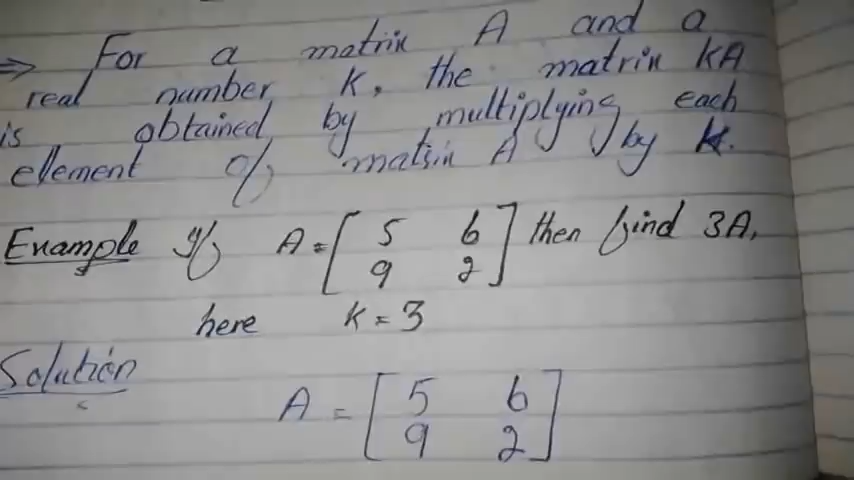 ⇒ For a matrix A and a
real number K, the matrix KA
is obtained by multiplying each
element of matrix A by K.
Example If A = [ 5 6
9 2 ] then find 3A,
here K = 3
Solution
A = [ 5 6
9 2 ]